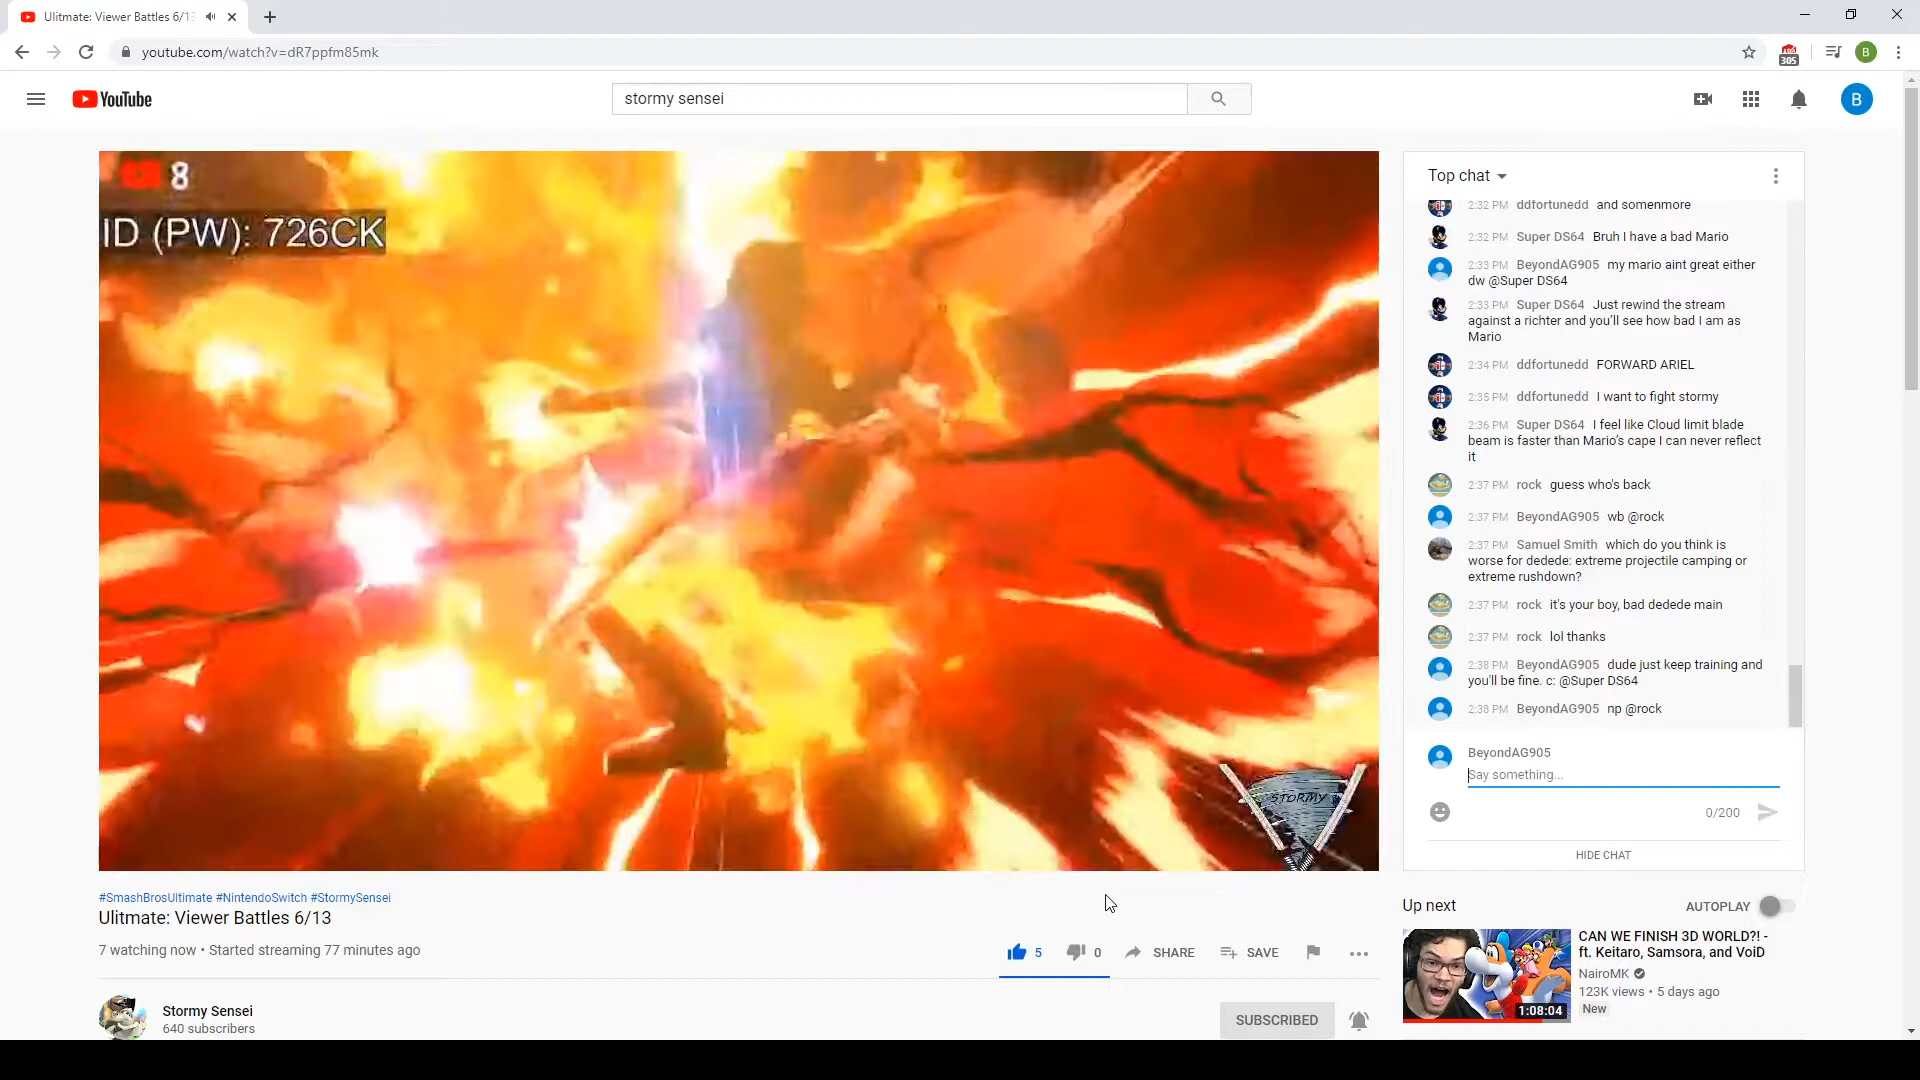 Ulitmate: Viewer Battles 6/13
youtube.com/watch?v=dR7ppfm85mk
305
B
YouTube
stormy sensei
B
8
ID (PW): 726CK
STORMY
Top chat
2:32 PM ddfortunedd and somenmore
2:32 PM Super DS64 Bruh I have a bad Mario
2:33 PM BeyondAG905 my mario aint great either
dw @Super DS64
2:33 PM Super DS64 Just rewind the stream
against a richter and you'll see how bad I am as
Mario
2:34 PM ddfortunedd FORWARD ARIEL
2:35 PM ddfortunedd I want to fight stormy
2:36 PM Super DS64 I feel like Cloud limit blade
beam is faster than Mario's cape I can never reflect
it
2:37 PM rock guess who's back
2:37 PM BeyondAG905 wb @rock
2:37 PM Samuel Smith which do you think is
worse for dedede: extreme projectile camping or
extreme rushdown?
2:37 PM rock it's your boy, bad dedede main
2:37 PM rock lol thanks
2:38 PM BeyondAG905 dude just keep training and
you'll be fine. c: @Super DS64
2:38 PM BeyondAG905 np @rock
BeyondAG905
Say something...
0/200
HIDE CHAT
#SmashBrosUltimate #NintendoSwitch #StormySensei
Ulitmate: Viewer Battles 6/13
7 watching now • Started streaming 77 minutes ago
5 0 SHARE SAVE
Stormy Sensei
640 subscribers
SUBSCRIBED
Up next
AUTOPLAY
CAN WE FINISH 3D WORLD?! -
ft. Keitaro, Samsora, and VoiD
NairoMK
123K views • 5 days ago
New
1:08:04